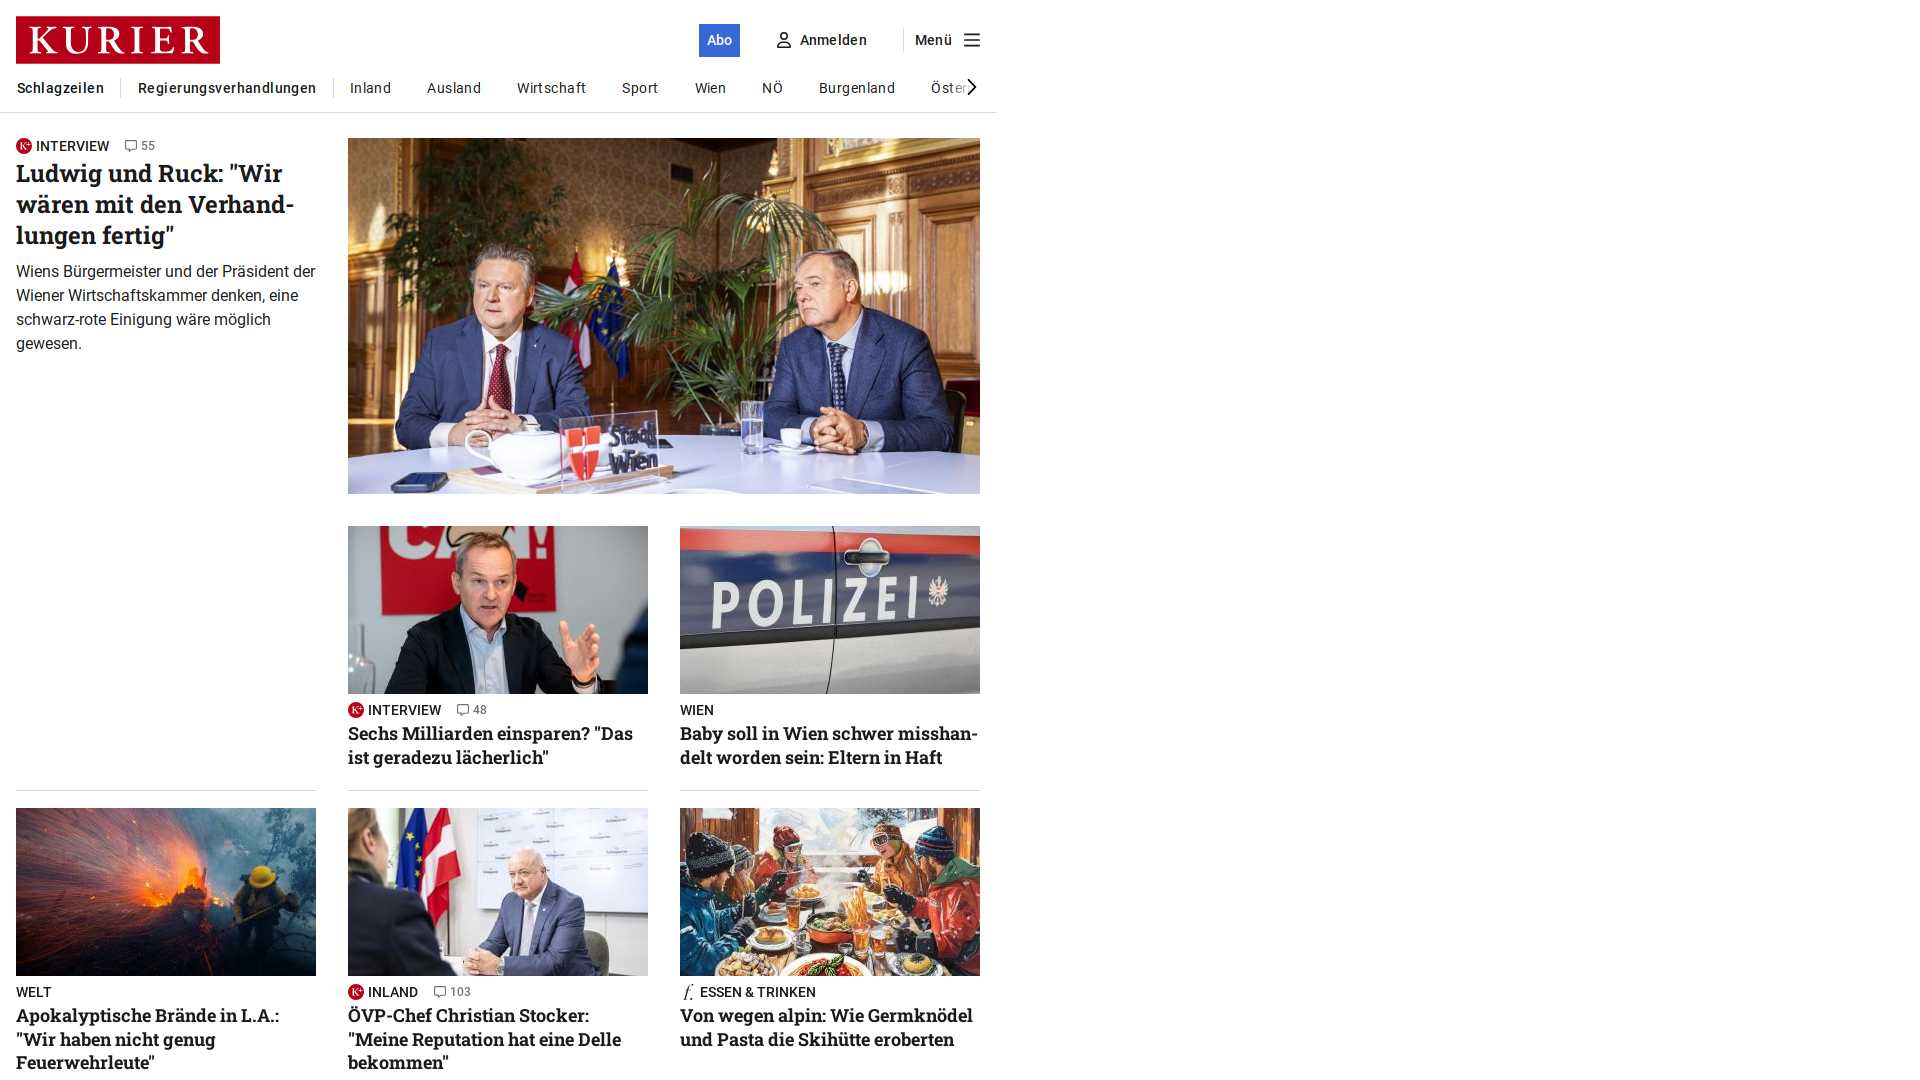 KURIER
Abo
Anmelden
Menü
Schlagzeilen
Regierungsverhandlungen
Inland
Ausland
Wirtschaft
Sport
Wien
NÖ
Burgenland
Öster
K+ INTERVIEW 55
Ludwig und Ruck: "Wir
wären mit den Verhand-
lungen fertig"
Wiens Bürgermeister und der Präsident der
Wiener Wirtschaftskammer denken, eine
schwarz-rote Einigung wäre möglich
gewesen.
Stadt
Wien
POLIZEI
K+ INTERVIEW 48
Sechs Milliarden einsparen? "Das
ist geradezu lächerlich"
WIEN
Baby soll in Wien schwer misshan-
delt worden sein: Eltern in Haft
WELT
Apokalyptische Brände in L.A.:
"Wir haben nicht genug
Feuerwehrleute"
K+ INLAND 103
ÖVP-Chef Christian Stocker:
"Meine Reputation hat eine Delle
bekommen"
f. ESSEN & TRINKEN
Von wegen alpin: Wie Germknödel
und Pasta die Skihütte eroberten